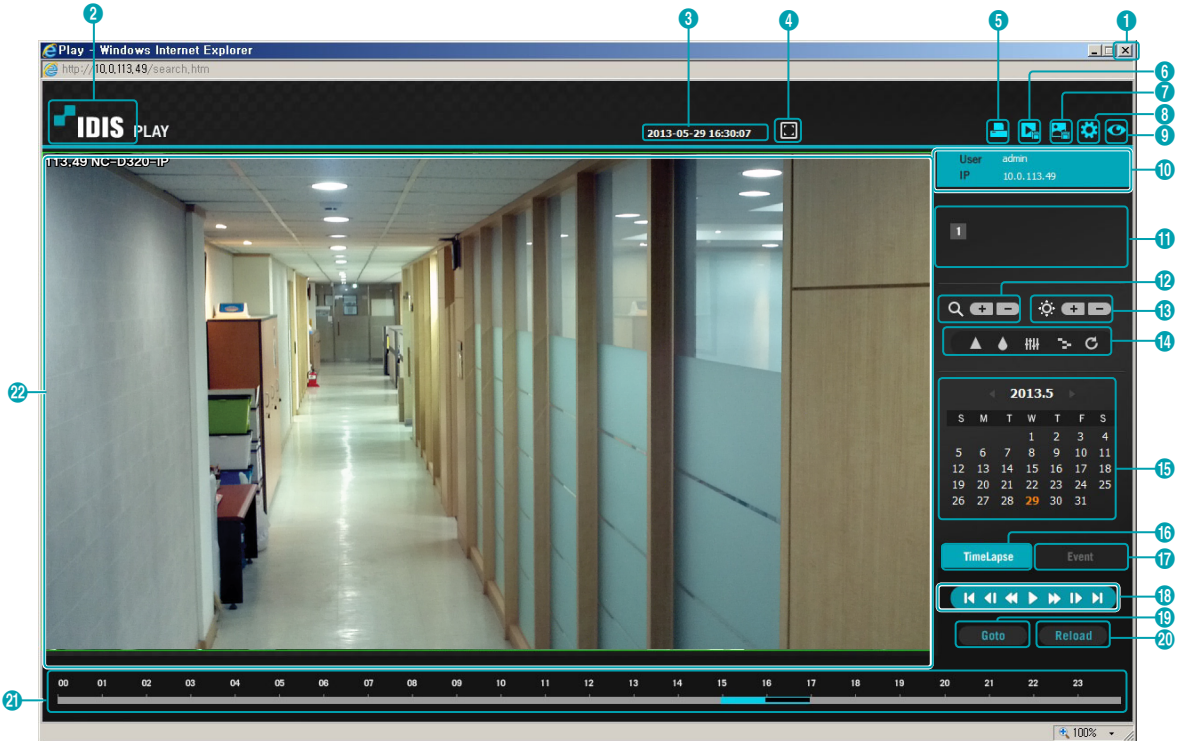 2
3
4
5
1
Play - Windows Internet Explorer
http://10.0.113.49/search.htm
6
7
8
IDIS PLAY
2013-05-29 16:30:07
9
113.49 NC-D320-IP
User admin
IP 10.0.113.49
10
1
11
12
13
14
22
2013.5
S M T W T F S
1 2 3 4
5 6 7 8 9 10 11
12 13 14 15 16 17 18
19 20 21 22 23 24 25
26 27 28 29 30 31
15
16
TimeLapse Event
17
18
19
Goto Reload
20
00 01 02 03 04 05 06 07 08 09 10 11 12 13 14 15 16 17 18 19 20 21 22 23
21
100%